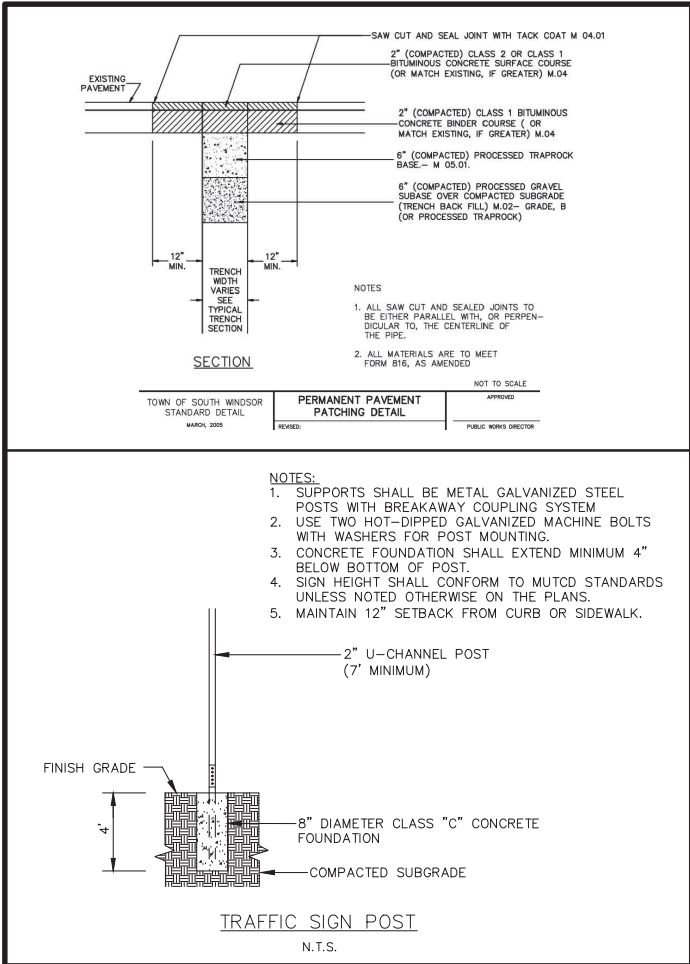 SAW CUT AND SEAL JOINT WITH TACK COAT M 04.01
2" (COMPACTED) CLASS 2 OR CLASS 1
BITUMINOUS CONCRETE SURFACE COURSE
(OR MATCH EXISTING, IF GREATER) M.04
EXISTING
PAVEMENT
2" (COMPACTED) CLASS 1 BITUMINOUS
CONCRETE BINDER COURSE ( OR
MATCH EXISTING, IF GREATER) M.04
6" (COMPACTED) PROCESSED TRAPROCK
BASE.– M 05.01.
6" (COMPACTED) PROCESSED GRAVEL
SUBASE OVER COMPACTED SUBGRADE
(TRENCH BACK FILL) M.02– GRADE, B
(OR PROCESSED TRAPROCK)
12"
MIN.
12"
MIN.
TRENCH
WIDTH
VARIES
SEE
TYPICAL
TRENCH
SECTION
SECTION
NOTES
1. ALL SAW CUT AND SEALED JOINTS TO
BE EITHER PARALLEL WITH, OR PERPEN–
DICULAR TO, THE CENTERLINE OF
THE PIPE.
2. ALL MATERIALS ARE TO MEET
FORM 816, AS AMENDED
NOT TO SCALE
TOWN OF SOUTH WINDSOR
STANDARD DETAIL
MARCH, 2005
PERMANENT PAVEMENT
PATCHING DETAIL
REVISED:
APPROVED
PUBLIC WORKS DIRECTOR
NOTES:
1. SUPPORTS SHALL BE METAL GALVANIZED STEEL
POSTS WITH BREAKAWAY COUPLING SYSTEM
2. USE TWO HOT–DIPPED GALVANIZED MACHINE BOLTS
WITH WASHERS FOR POST MOUNTING.
3. CONCRETE FOUNDATION SHALL EXTEND MINIMUM 4"
BELOW BOTTOM OF POST.
4. SIGN HEIGHT SHALL CONFORM TO MUTCD STANDARDS
UNLESS NOTED OTHERWISE ON THE PLANS.
5. MAINTAIN 12" SETBACK FROM CURB OR SIDEWALK.
2" U–CHANNEL POST
(7' MINIMUM)
FINISH GRADE
4'
8" DIAMETER CLASS "C" CONCRETE
FOUNDATION
COMPACTED SUBGRADE
TRAFFIC SIGN POST
N.T.S.